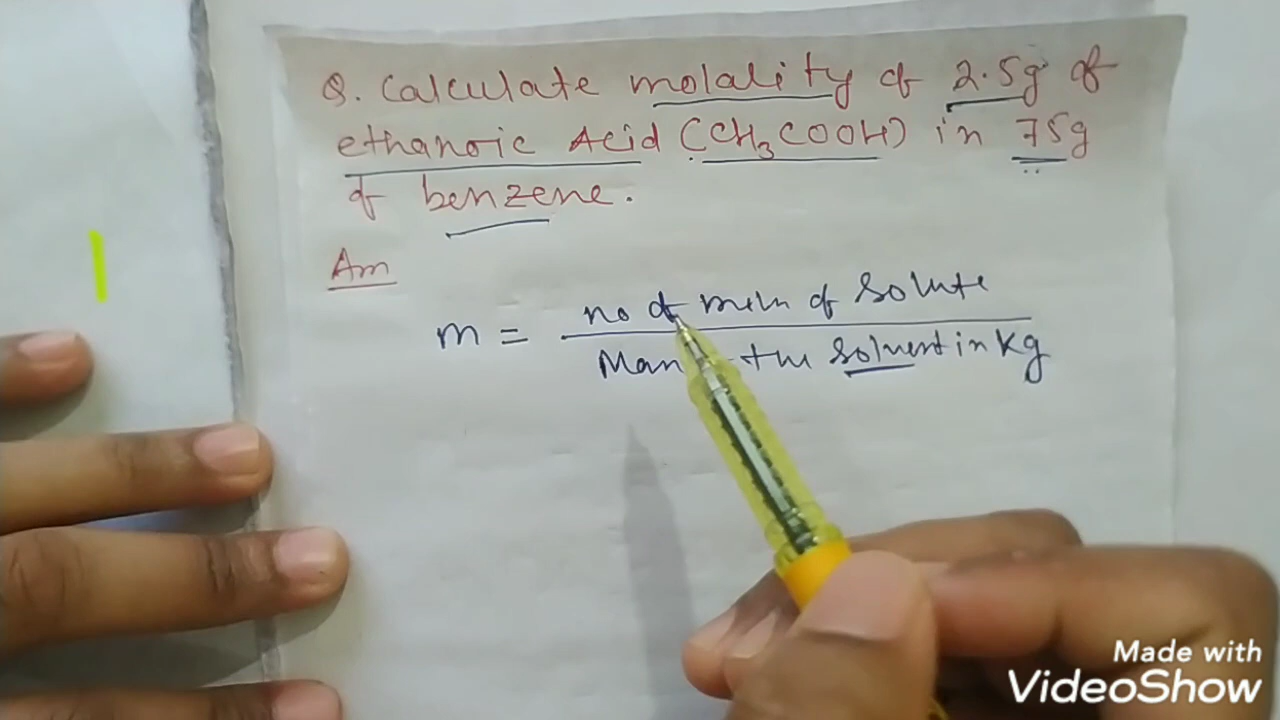 Q. Calculate molality of 2.5g of
ethanoic Acid (CH3COOH) in 75g
of benzene.
Ans
m = no of moles of solute
Mass the solvent in kg
Made with
VideoShow